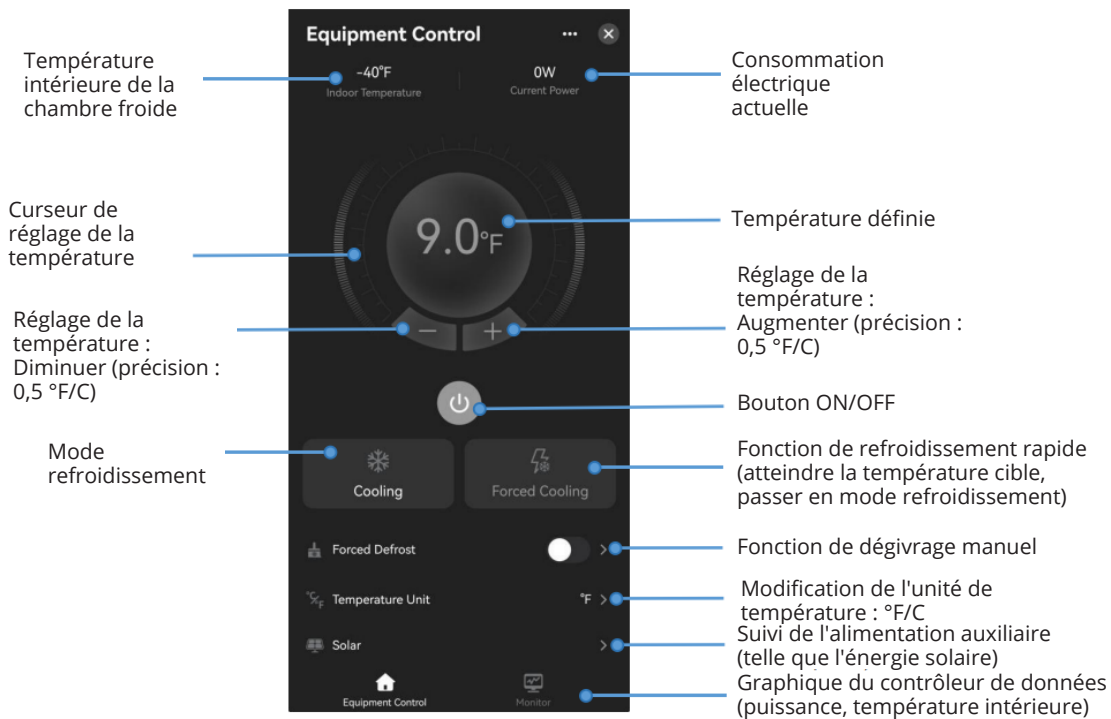 Equipment Control
Température
intérieure de la
chambre froide
-40°F
Indoor Temperature
0W
Current Power
Consommation
électrique
actuelle
Curseur de
réglage de la
température
9.0°F
Température définie
Réglage de la
température :
Diminuer (précision :
0,5 °F/C)
Réglage de la
température :
Augmenter (précision :
0,5 °F/C)
Bouton ON/OFF
Mode
refroidissement
Cooling
Forced Cooling
Fonction de refroidissement rapide
(atteindre la température cible,
passer en mode refroidissement)
Forced Defrost
Fonction de dégivrage manuel
°C/°F Temperature Unit
°F
Modification de l'unité de
température : °F/C
Solar
Suivi de l'alimentation auxiliaire
(telle que l'énergie solaire)
Equipment Control
Monitor
Graphique du contrôleur de données
(puissance, température intérieure)